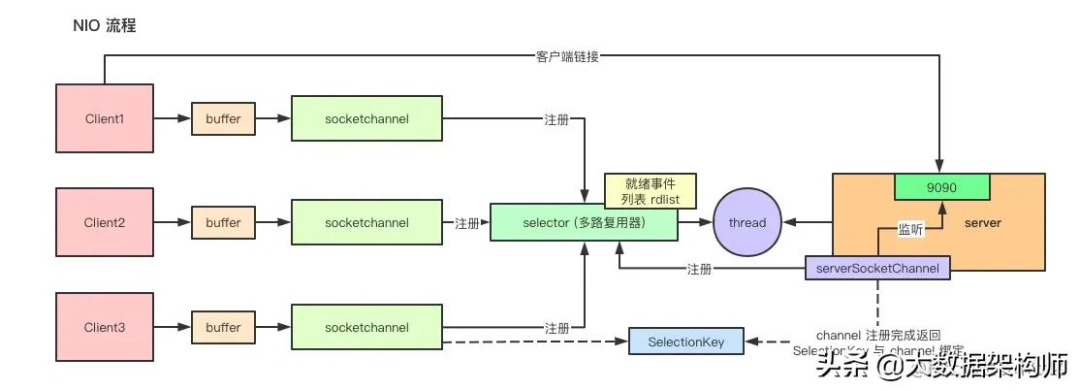 NIO 流程
客户端链接
Client1
buffer
socketchannel
注册
就绪事件
列表 rdlist
9090
Client2
buffer
socketchannel
注册
selector (多路复用器)
thread
监听
server
注册
serverSocketChannel
Client3
buffer
socketchannel
注册
SelectionKey
channel 注册完成返回
SelectionKey 与 channel 绑定
头条 @大数据架构师